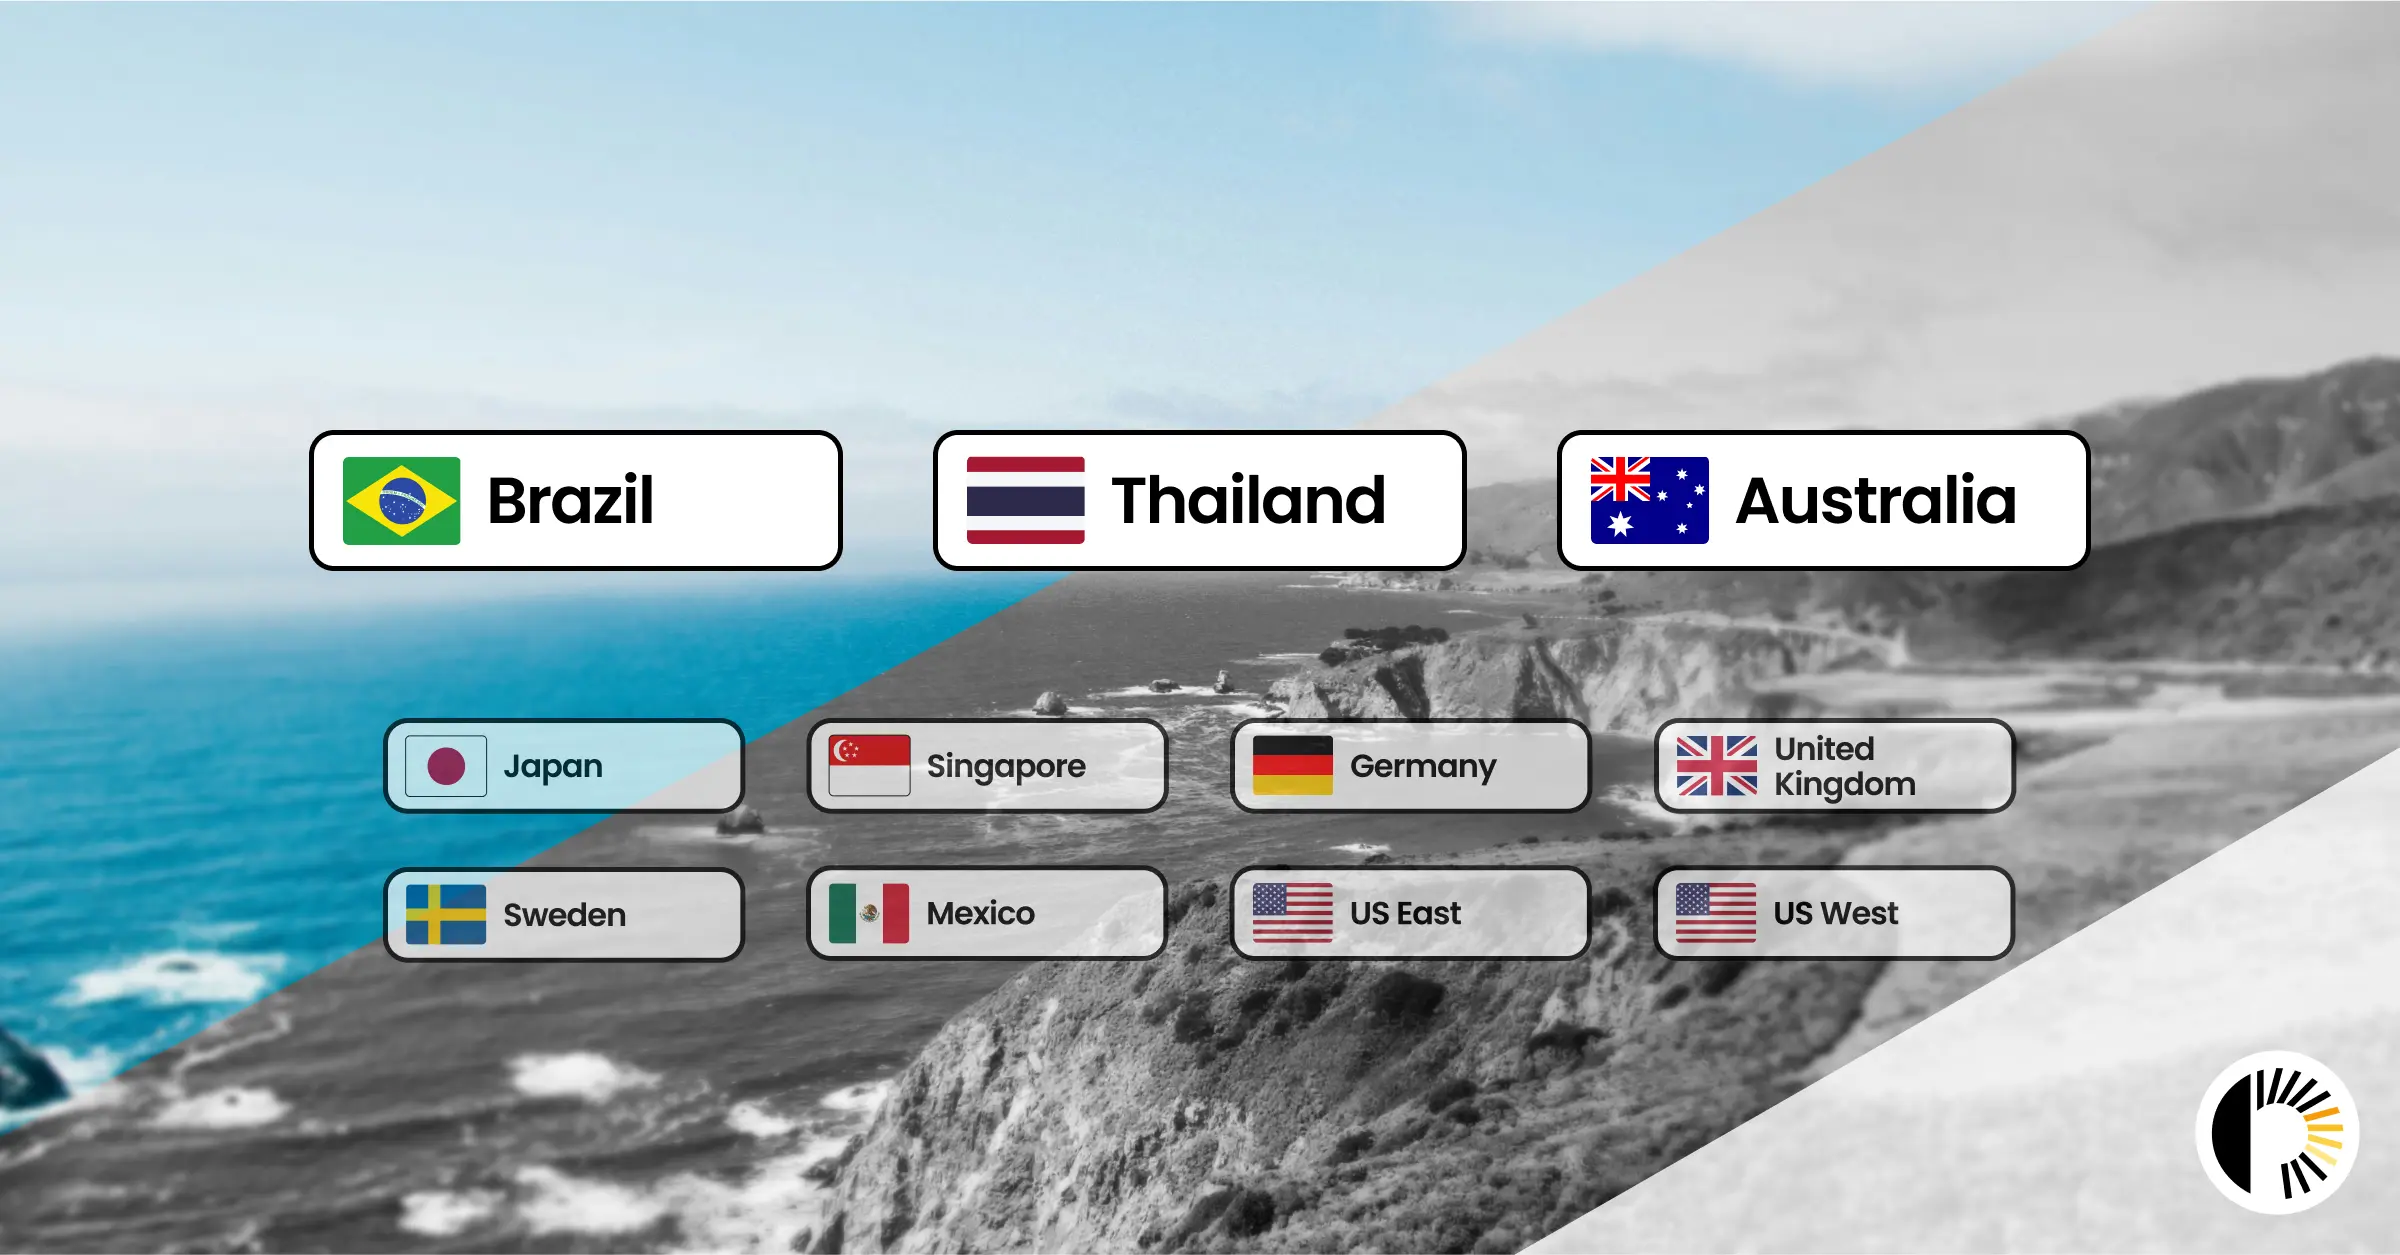 Brazil
Thailand
Australia
Japan
Singapore
Germany
United
Kingdom
Sweden
Mexico
US East
US West